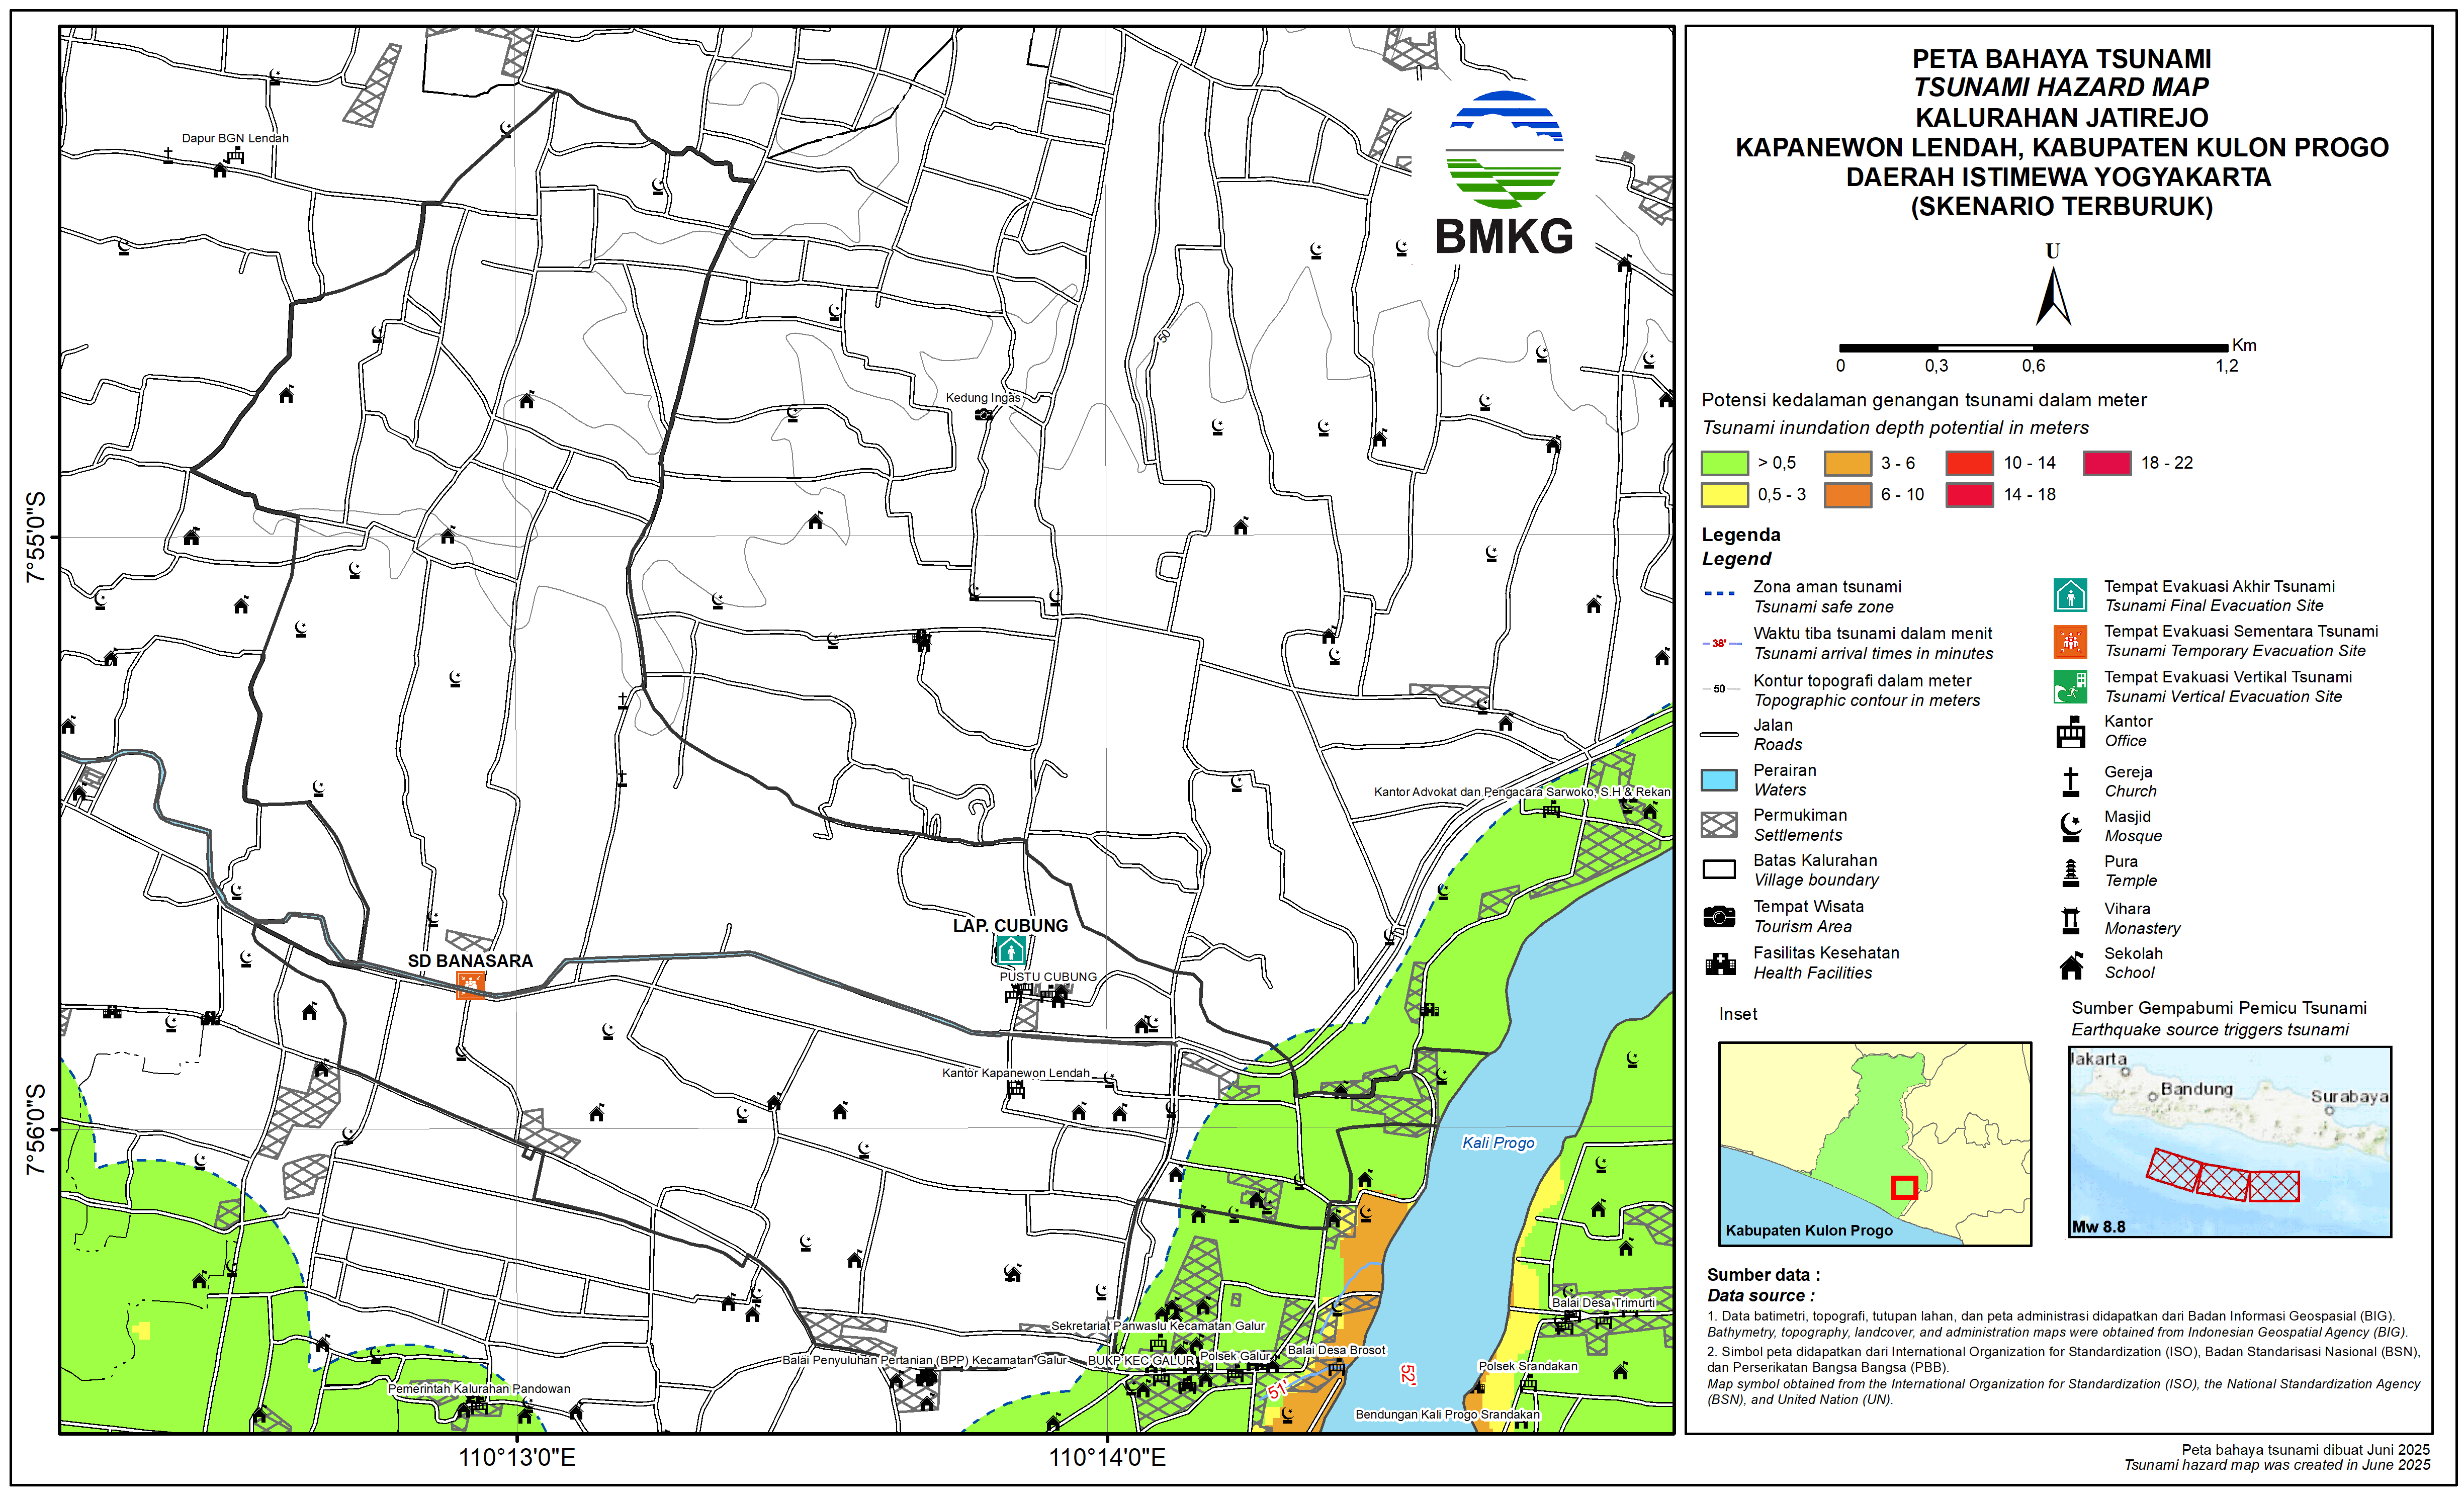 PETA BAHAYA TSUNAMI
TSUNAMI HAZARD MAP
KALURAHAN JATIREJO
KAPANEWON LENDAH, KABUPATEN KULON PROGO
DAERAH ISTIMEWA YOGYAKARTA
(SKENARIO TERBURUK)
U
Km
0 0,3 0,6 1,2
Potensi kedalaman genangan tsunami dalam meter
Tsunami inundation depth potential in meters
> 0,5 3 - 6 10 - 14 18 - 22
0,5 - 3 6 - 10 14 - 18
Legenda
Legend
Zona aman tsunami
Tsunami safe zone
38'
Waktu tiba tsunami dalam menit
Tsunami arrival times in minutes
50
Kontur topografi dalam meter
Topographic contour in meters
Jalan
Roads
Perairan
Waters
Permukiman
Settlements
Batas Kalurahan
Village boundary
Tempat Wisata
Tourism Area
Fasilitas Kesehatan
Health Facilities
Tempat Evakuasi Akhir Tsunami
Tsunami Final Evacuation Site
Tempat Evakuasi Sementara Tsunami
Tsunami Temporary Evacuation Site
Tempat Evakuasi Vertikal Tsunami
Tsunami Vertical Evacuation Site
Kantor
Office
Gereja
Church
Masjid
Mosque
Pura
Temple
Vihara
Monastery
Sekolah
School
Inset
Kabupaten Kulon Progo
Sumber Gempabumi Pemicu Tsunami
Earthquake source triggers tsunami
Jakarta
Bandung
Surabaya
Mw 8.8
Sumber data :
Data source :
1. Data batimetri, topografi, tutupan lahan, dan peta administrasi didapatkan dari Badan Informasi Geospasial (BIG).
Bathymetry, topography, landcover, and administration maps were obtained from Indonesian Geospatial Agency (BIG).
2. Simbol peta didapatkan dari International Organization for Standardization (ISO), Badan Standarisasi Nasional (BSN),
dan Perserikatan Bangsa Bangsa (PBB).
Map symbol obtained from the International Organization for Standardization (ISO), the National Standardization Agency
(BSN), and United Nation (UN).
Peta bahaya tsunami dibuat Juni 2025
Tsunami hazard map was created in June 2025
BMKG
Dapur BGN Lendah
50
Kedung Ingas
7°55'0"S
Kantor Advokat dan Pengacara Sarwoko, S.H & Rekan
LAP. CUBUNG
SD BANASARA
PUSTU CUBUNG
Kantor Kapanewon Lendah
7°56'0"S
Kali Progo
Balai Desa Trimurti
Sekretariat Panwaslu Kecamatan Galur
Balai Desa Brosot
Balai Penyuluhan Pertanian (BPP) Kecamatan Galur
BUKP KEC GALUR
Polsek Galur
Polsek Srandakan
51'
52'
Pemerintah Kalurahan Pandowan
Bendungan Kali Progo Srandakan
110°13'0"E
110°14'0"E